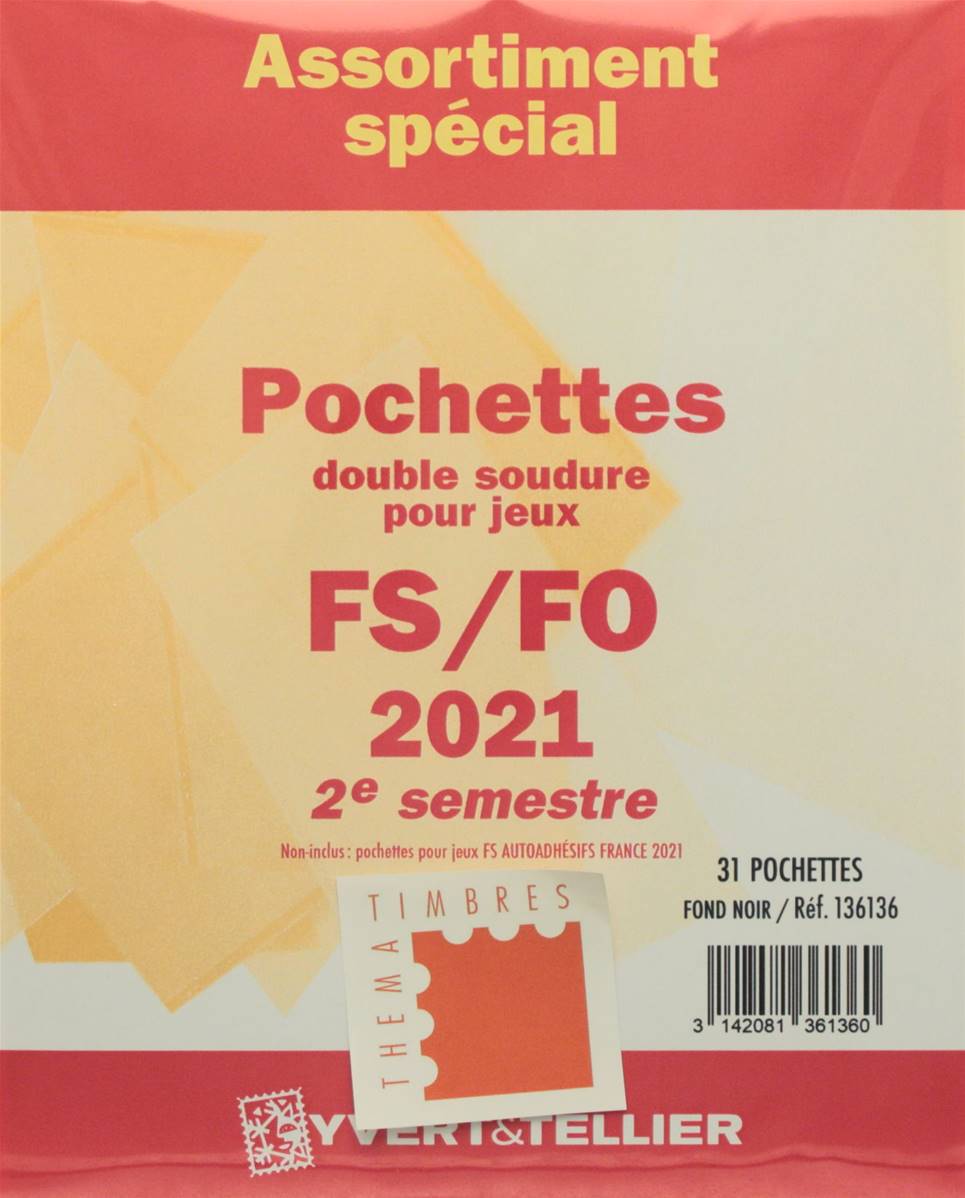 Assortiment
spécial
Pochettes
double soudure
pour jeux
FS/FO
2021
2e semestre
Non-inclus : pochettes pour jeux FS AUTOADHÉSIFS FRANCE 2021
31 POCHETTES
FOND NOIR / Réf. 136136
3 142081 361360
TIMBRES
THEMA
YVERT&TELLIER